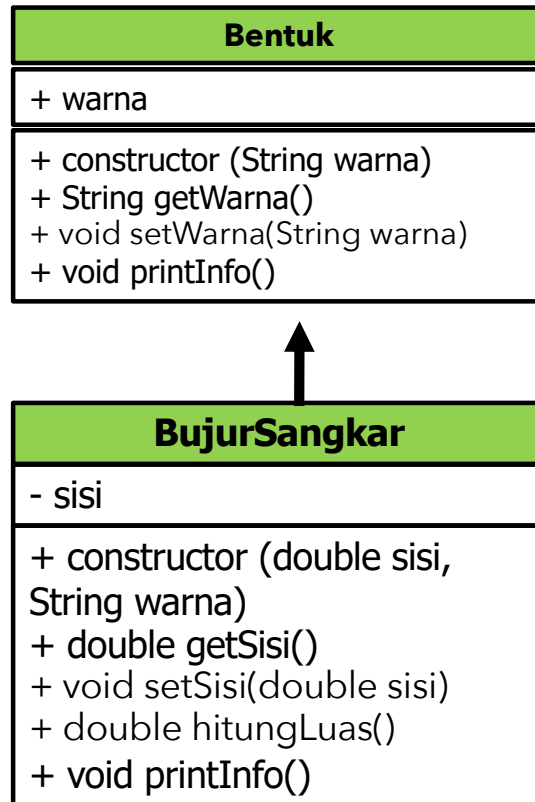 Bentuk
+ warna
+ constructor (String warna)
+ String getWarna()
+ void setWarna(String warna)
+ void printInfo()
BujurSangkar
- sisi
+ constructor (double sisi,
String warna)
+ double getSisi()
+ void setSisi(double sisi)
+ double hitungLuas()
+ void printInfo()